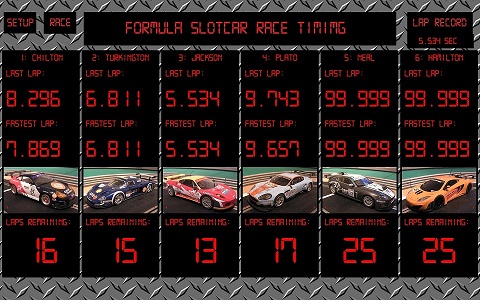 SETUP
RACE
FORMULA SLOTCAR RACE TIMING
LAP RECORD
5.534 SEC
1: CHILTON
2: TURKINGTON
3: JACKSON
4: PLATO
5: NEAL
6: HAMILTON
LAST LAP:
LAST LAP:
LAST LAP:
LAST LAP:
LAST LAP:
LAST LAP:
8.296
6.811
5.534
9.743
99.999
99.999
FASTEST LAP:
FASTEST LAP:
FASTEST LAP:
FASTEST LAP:
FASTEST LAP:
FASTEST LAP:
7.869
6.811
5.534
9.657
99.999
99.999
LAPS REMAINING:
LAPS REMAINING:
LAPS REMAINING:
LAPS REMAINING:
LAPS REMAINING:
LAPS REMAINING:
16
15
13
17
25
25